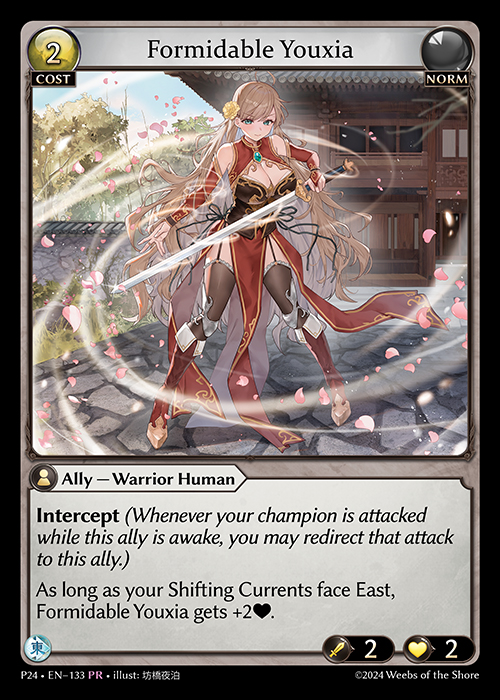 2
Formidable Youxia
COST
NORM
Ally — Warrior Human
Intercept (Whenever your champion is attacked
while this ally is awake, you may redirect that attack
to this ally.)
As long as your Shifting Currents face East,
Formidable Youxia gets +2♥.
東
2
2
P24 • EN–133 PR • illust: 坊橋夜泊
©2024 Weebs of the Shore